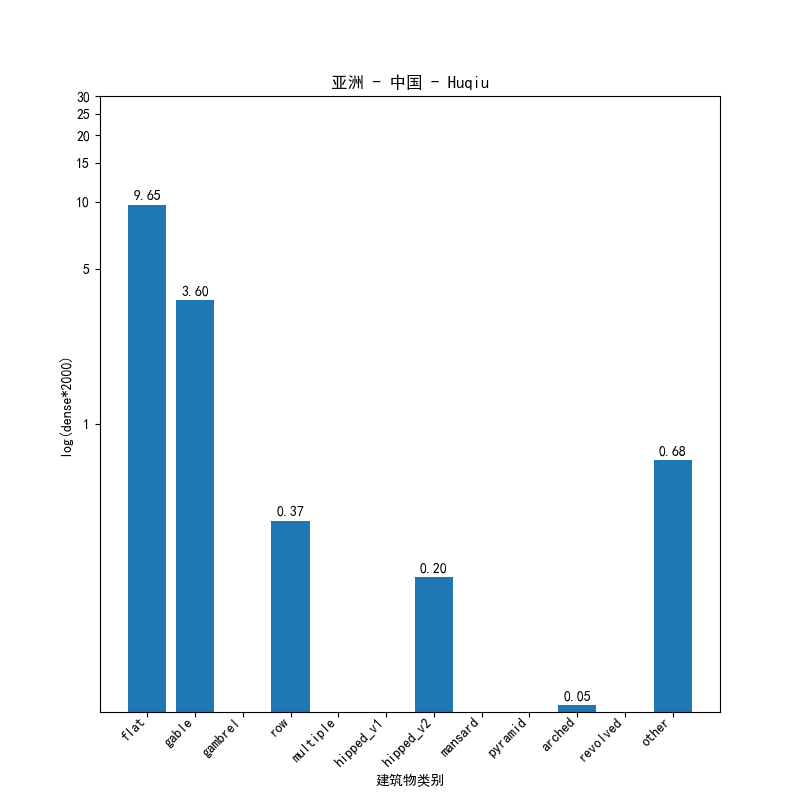 亚洲 - 中国 - Huqiu
30
25
20
15
10
5
1
log(dense*2000)
9.65
3.60
0.37
0.20
0.05
0.68
flat
gable
gambrel
row
multiple
hipped_v1
hipped_v2
mansard
pyramid
arched
revolved
other
建筑物类别